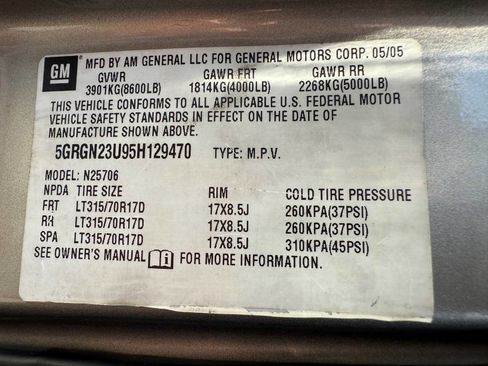 GM
MFD BY AM GENERAL LLC FOR GENERAL MOTORS CORP. 05/05
GVWR GAWR FRT GAWR RR
3901KG(8600LB) 1814KG(4000LB) 2268KG(5000LB)
THIS VEHICLE CONFORMS TO ALL APPLICABLE U.S. FEDERAL MOTOR
VEHICLE SAFETY STANDARDS IN EFFECT ON THE DATE OF
MANUFACTURE SHOWN ABOVE.
5GRGN23U95H129470 TYPE: M.P.V.
MODEL: N25706
NPDA TIRE SIZE RIM COLD TIRE PRESSURE
FRT LT315/70R17D 17X8.5J 260KPA(37PSI)
RR LT315/70R17D 17X8.5J 260KPA(37PSI)
SPA LT315/70R17D 17X8.5J 310KPA(45PSI)
SEE OWNER'S MANUAL FOR MORE INFORMATION.